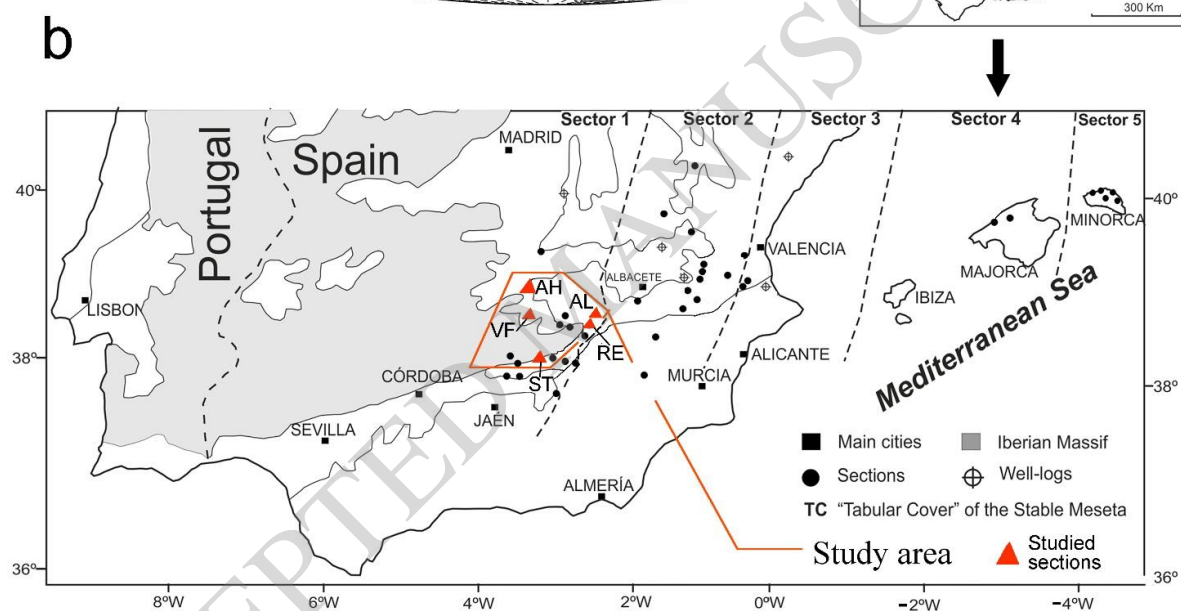 300 Km
b
Sector 1
Sector 2
Sector 3
Sector 4
Sector 5
MADRID
Portugal
Spain
40º
40º
MINORCA
VALENCIA
MAJORCA
ALBACETE
AH
AL
IBIZA
LISBON
VF
RE
38º
ST
ALICANTE
Mediterranean Sea
CÓRDOBA
MURCIA
38º
JAÉN
SEVILLA
Main cities
Iberian Massif
Sections
Well-logs
ALMERÍA
TC "Tabular Cover" of the Stable Meseta
Study area
Studied
sections
36º
36º
8ºW
6ºW
4ºW
2ºW
0ºW
−2ºW
−4ºW
EPTED MANUSC